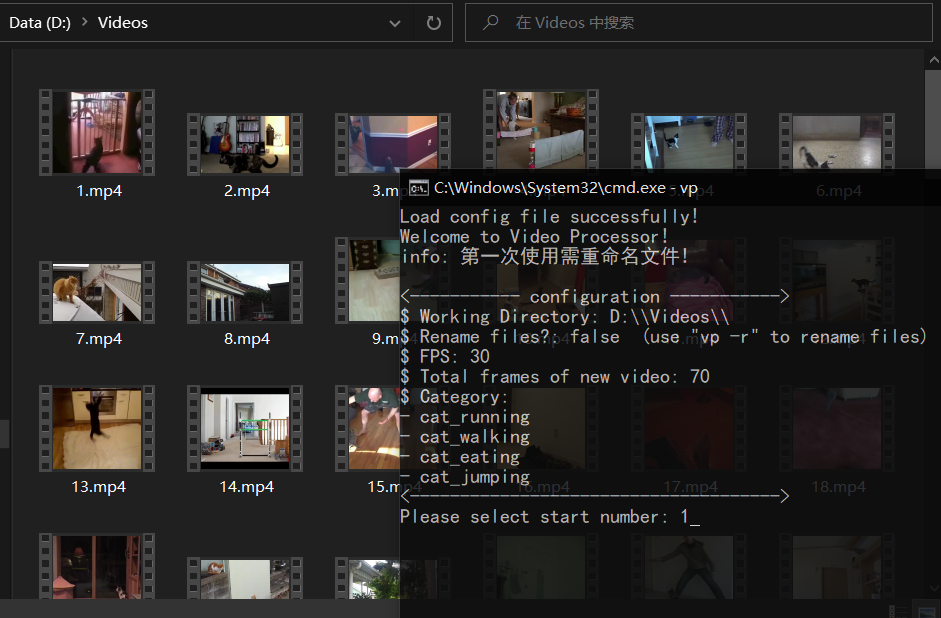 Data (D:) > Videos
在 Videos 中搜索
1.mp4
2.mp4
3.m
p4
6.mp4
C:\Windows\System32\cmd.exe - vp
Load config file successfully!
Welcome to Video Processor!
info: 第一次使用需重命名文件!
<----------- configuration ----------->
$ Working Directory: D:\\Videos\\
$ Rename files?: false (use "vp -r" to rename files)
$ FPS: 30
$ Total frames of new video: 70
$ Category:
- cat_running
- cat_walking
- cat_eating
- cat_jumping
<------------------------------------->
Please select start number: 1_
7.mp4
8.mp4
9.m
13.mp4
14.mp4
15.m
16.mp4
17.mp4
18.mp4